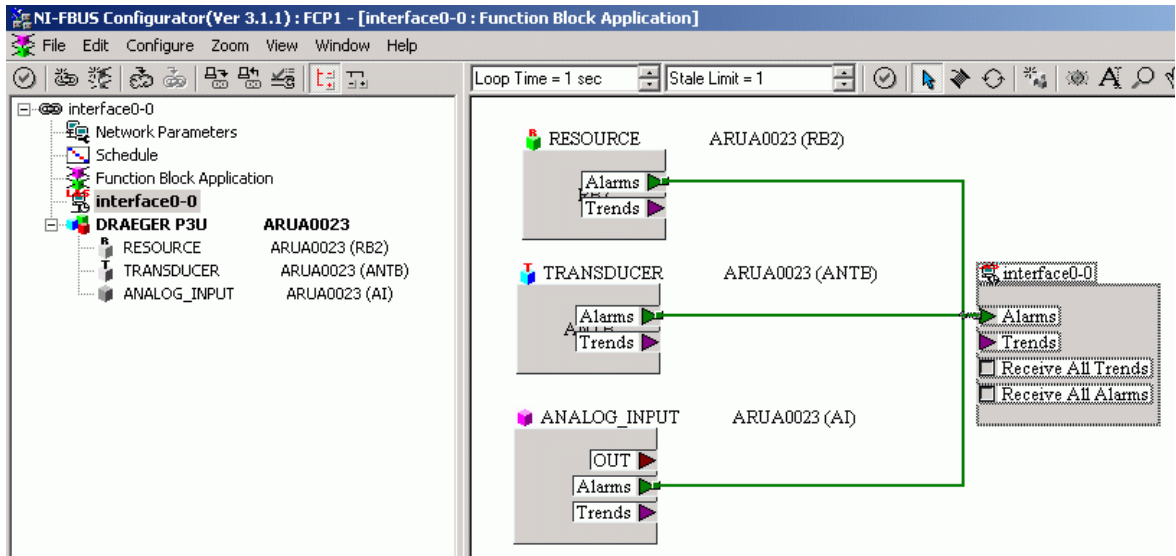 NI-FBUS Configurator(Ver 3.1.1) : FCP1 - [interface0-0 : Function Block Application]
File Edit Configure Zoom View Window Help
Loop Time = 1 sec Stale Limit = 1
interface0-0
Network Parameters
Schedule
Function Block Application
interface0-0
DRAEGER P3U ARUA0023
RESOURCE ARUA0023 (RB2)
TRANSDUCER ARUA0023 (ANTB)
ANALOG_INPUT ARUA0023 (AI)
RESOURCE ARUA0023 (RB2)
Alarms
Trends
TRANSDUCER ARUA0023 (ANTB)
Alarms
Trends
ANALOG_INPUT ARUA0023 (AI)
OUT
Alarms
Trends
interface0-0
Alarms
Trends
Receive All Trends
Receive All Alarms